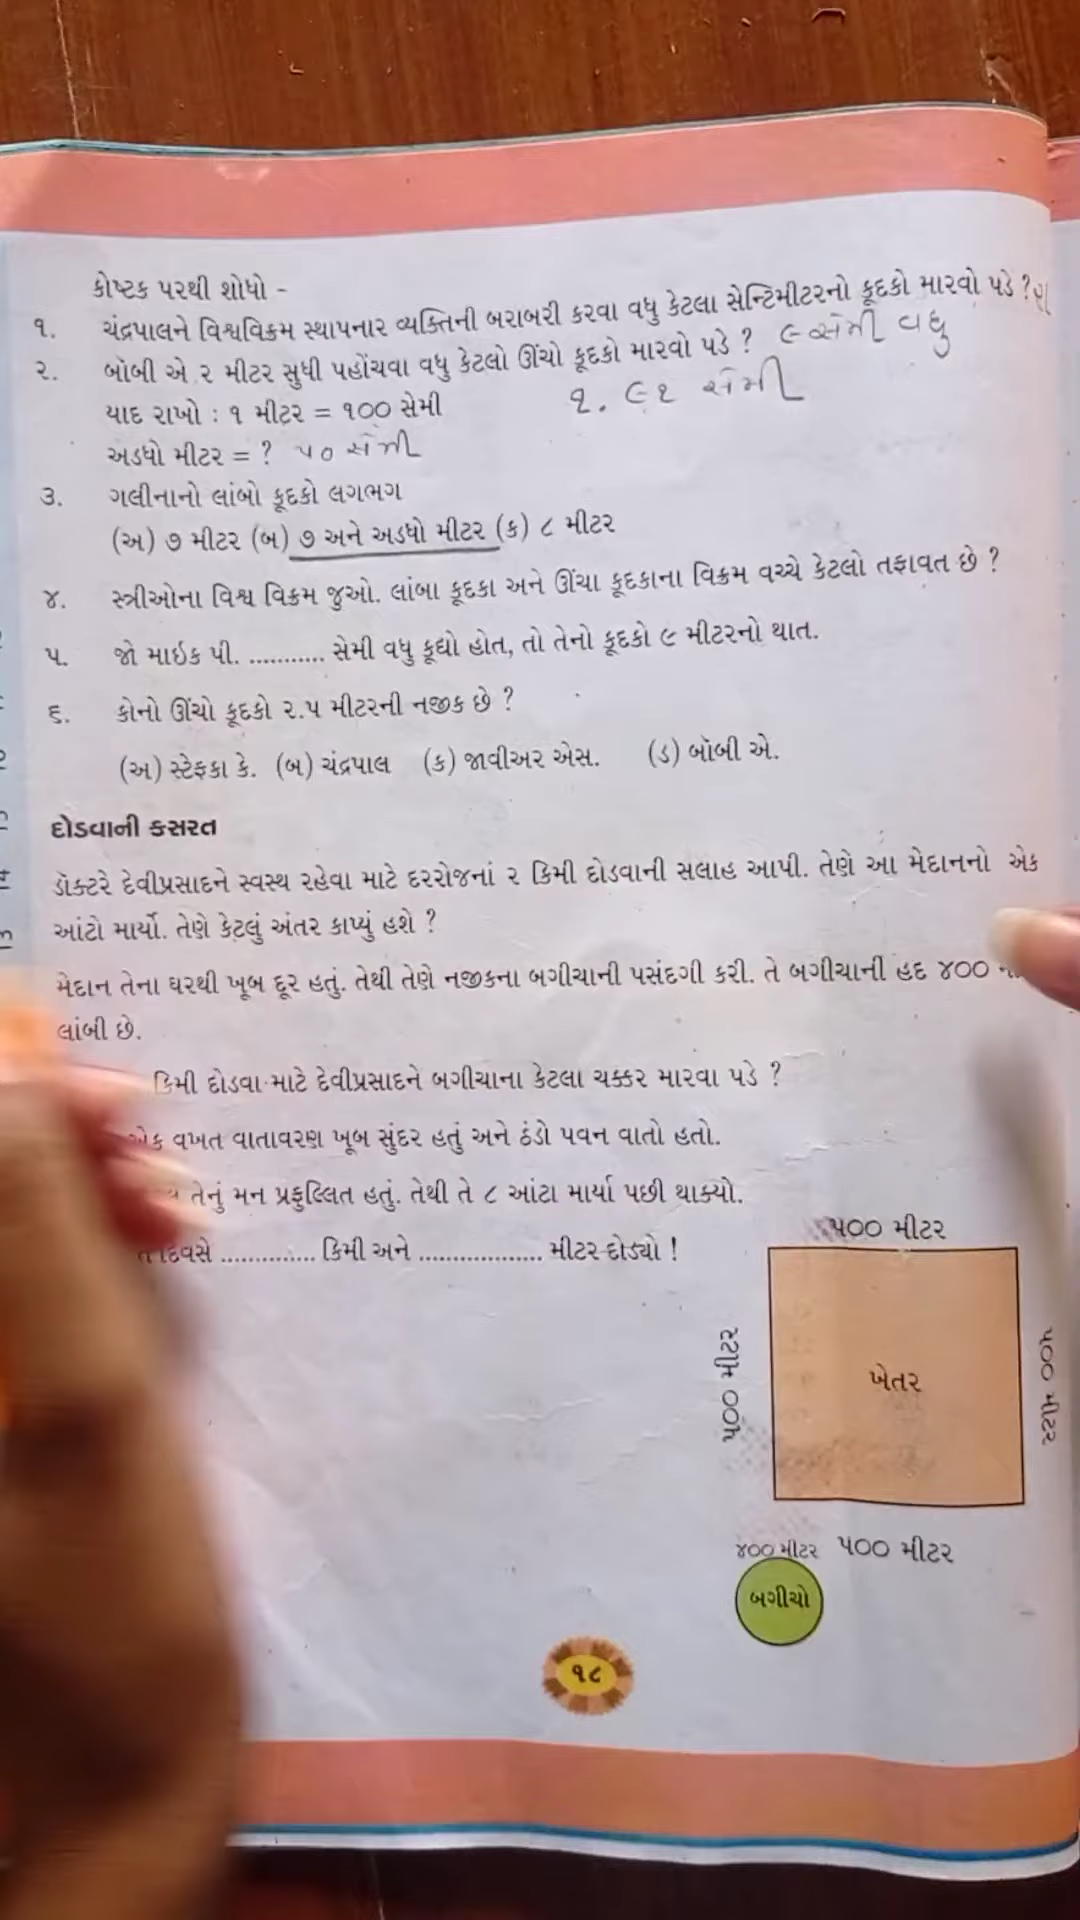 કોષ્ટક પરથી શોધો -
૧. ચંદ્રપાલને વિશ્વવિક્રમ સ્થાપનાર વ્યક્તિની બરાબરી કરવા વધુ કેટલા સેન્ટિમીટરનો કૂદકો મારવો પડે ?
૯ સેમી વધુ
૨. બૉબી એ ૨ મીટર સુધી પહોંચવા વધુ કેટલો ઊંચો કૂદકો મારવો પડે ?
યાદ રાખો : ૧ મીટર = ૧૦૦ સેમી
૧.૯૧ સેમી
અડધો મીટર = ? ૫૦ સેમી
૩. ગલીનાનો લાંબો કૂદકો લગભગ
(અ) ૭ મીટર (બ) ૭ અને અડધો મીટર (ક) ૮ મીટર
૪. સ્ત્રીઓના વિશ્વ વિક્રમ જુઓ. લાંબા કૂદકા અને ઊંચા કૂદકાના વિક્રમ વચ્ચે કેટલો તફાવત છે ?
૫. જો માઇક પી. ........... સેમી વધુ કૂદ્યો હોત, તો તેનો કૂદકો ૯ મીટરનો થાત.
૬. કોનો ઊંચો કૂદકો ૨.૫ મીટરની નજીક છે ?
(અ) સ્ટેફકા કે. (બ) ચંદ્રપાલ (ક) જાવીઅર એસ. (ડ) બૉબી એ.
દોડવાની કસરત
ડૉક્ટરે દેવીપ્રસાદને સ્વસ્થ રહેવા માટે દરરોજનાં ૨ કિમી દોડવાની સલાહ આપી. તેણે આ મેદાનનો એક
આંટો માર્યો. તેણે કેટલું અંતર કાપ્યું હશે ?
મેદાન તેના ઘરથી ખૂબ દૂર હતું. તેથી તેણે નજીકના બગીચાની પસંદગી કરી. તે બગીચાની હદ ૪૦૦
લાંબી છે.
કિમી દોડવા માટે દેવીપ્રસાદને બગીચાના કેટલા ચક્કર મારવા પડે ?
એક વખત વાતાવરણ ખૂબ સુંદર હતું અને ઠંડો પવન વાતો હતો.
તેનું મન પ્રફુલ્લિત હતું. તેથી તે ૮ આંટા માર્યા પછી થાક્યો.
દિવસે ............. કિમી અને ................. મીટર દોડ્યો !
૫૦૦ મીટર
૫૦૦ મીટર
ખેતર
૫૦૦ મીટર
૪૦૦ મીટર ૫૦૦ મીટર
બગીચો
૧૮